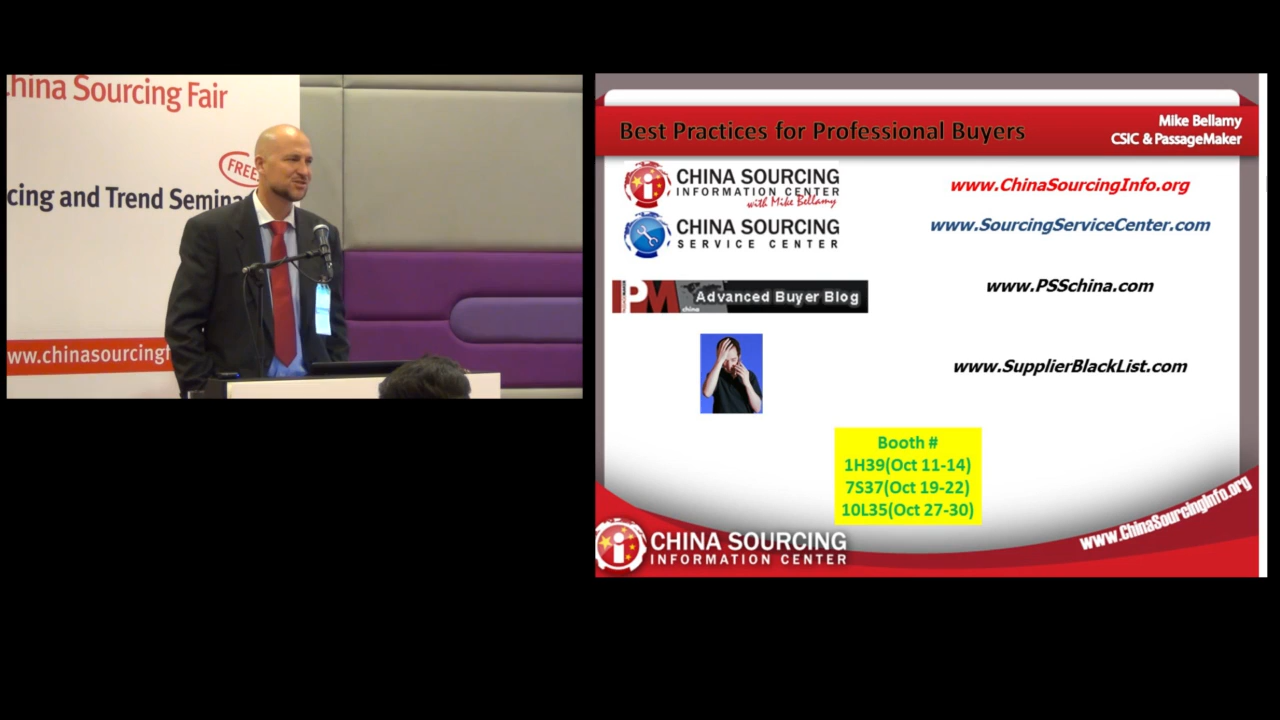 China Sourcing Fair
FREE
cing and Trend Semina
www.chinasourcingf
Best Practices for Professional Buyers
Mike Bellamy
CSIC & PassageMaker
CHINA SOURCING
INFORMATION CENTER
with Mike Bellamy
www.ChinaSourcingInfo.org
CHINA SOURCING
SERVICE CENTER
www.SourcingServiceCenter.com
PM
china
Advanced Buyer Blog
www.PSSchina.com
www.SupplierBlackList.com
Booth #
1H39(Oct 11-14)
7S37(Oct 19-22)
10L35(Oct 27-30)
CHINA SOURCING
INFORMATION CENTER
www.ChinaSourcingInfo.org